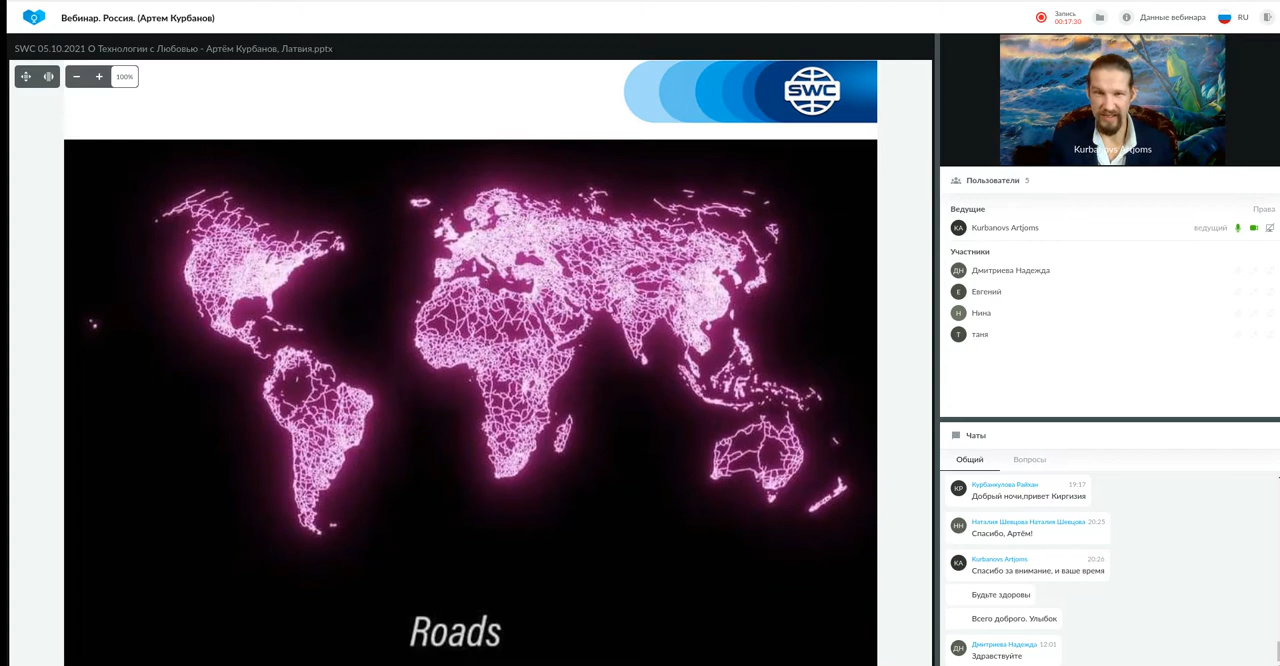 Вебинар. Россия. (Артем Курбанов)
Запись
00:17:30
Данные вебинара
RU
SWC 05.10.2021 О Технологии с Любовью - Артём Курбанов, Латвия.pptx
100%
SWC
Roads
Kurbanovs Artjoms
Пользователи 5
Ведущие
Права
KA
Kurbanovs Artjoms
ведущий
Участники
ДН
Дмитриева Надежда
Е
Евгений
Н
Нина
Т
таня
Чаты
Общий
Вопросы
КР
Курбанкулова Райхан 19:17
Добрый ночи,привет Киргизия
НН
Наталия Шевцова Наталия Шевцова 20:25
Спасибо, Артём!
KA
Kurbanovs Artjoms 20:26
Спасибо за внимание, и ваше время
Будьте здоровы
Всего доброго. Улыбок
ДН
Дмитриева Надежда 12:01
Здравствуйте